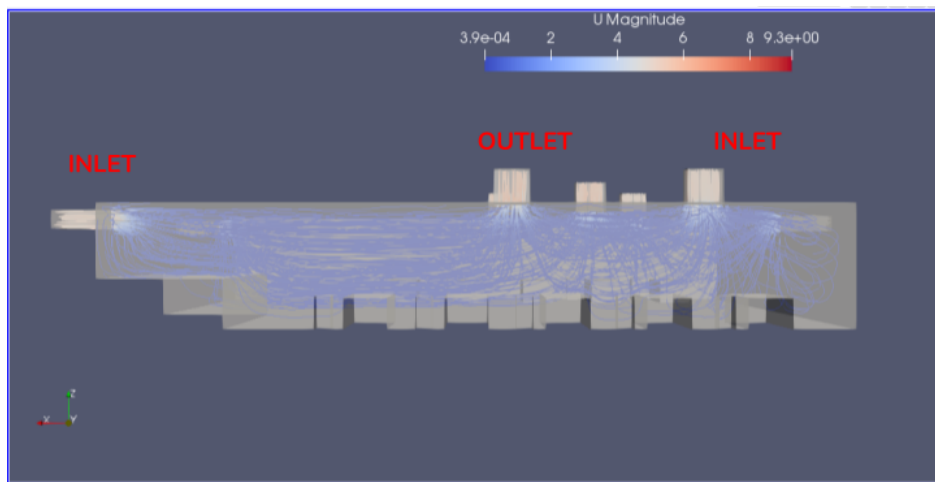 U Magnitude
3.9e-04 2 4 6 8 9.3e+00
OUTLET INLET
INLET
Z
X Y